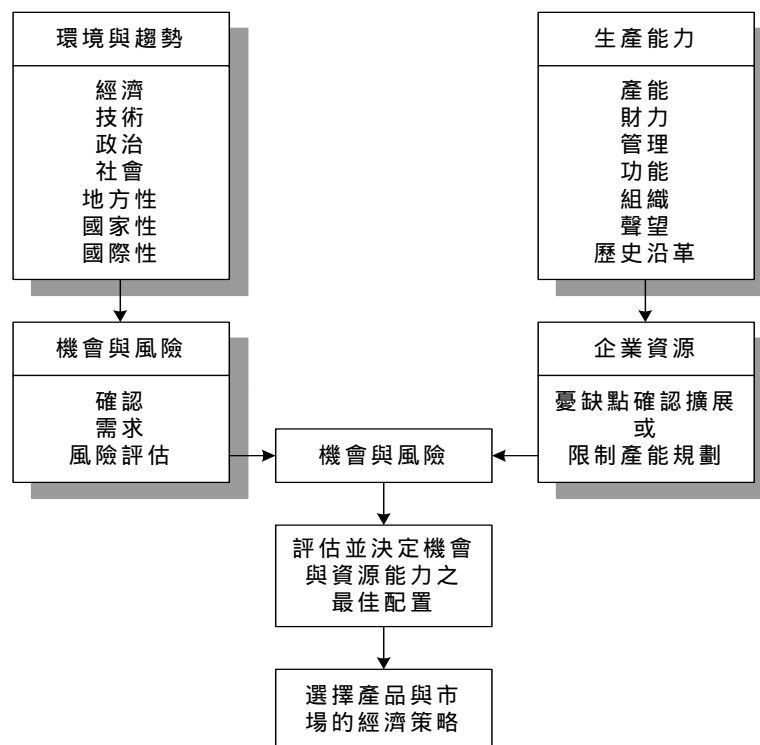 環境與趨勢
經濟
技術
政治
社會
地方性
國家性
國際性
生產能力
產能
財力
管理
功能
組織
聲望
歷史沿革
機會與風險
確認
需求
風險評估
企業資源
憂缺點確認擴展
或
限制產能規劃
機會與風險
評估並決定機會
與資源能力之
最佳配置
選擇產品與市
場的經濟策略